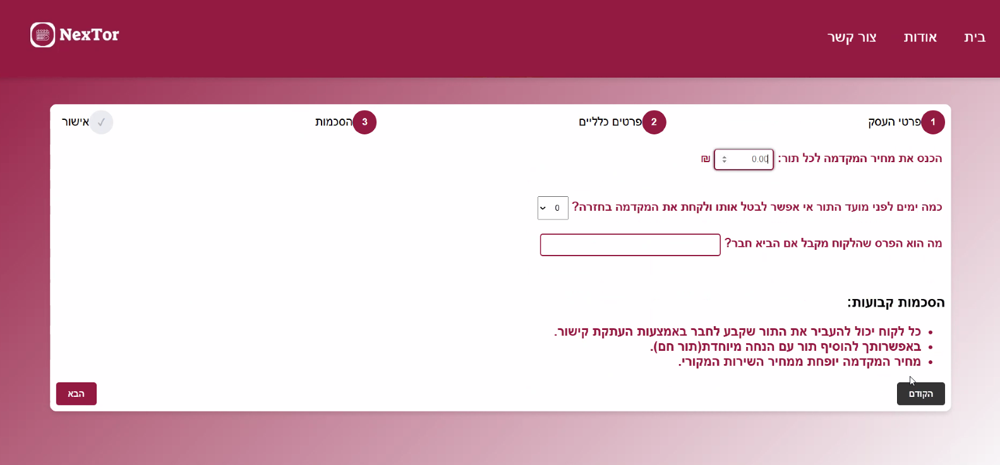 NexTor
בית
אודות
צור קשר
1 פרטי העסק
2 פרטים כלליים
3 הסכמות
✓ אישור
הכנס את מחיר המקדמה לכל תור: 0.00 ₪
כמה ימים לפני מועד התור אי אפשר לבטל אותו ולקחת את המקדמה בחזרה? 0
מה הוא הפרס שהלקוח מקבל אם הביא חבר?
הסכמות קבועות:
• כל לקוח יכול להעביר את התור שקבע לחבר באמצעות העתקת קישור.
• באפשרותך להוסיף תור עם הנחה מיוחדת(תור חם).
• מחיר המקדמה יופחת ממחיר השירות המקורי.
הקודם
הבא